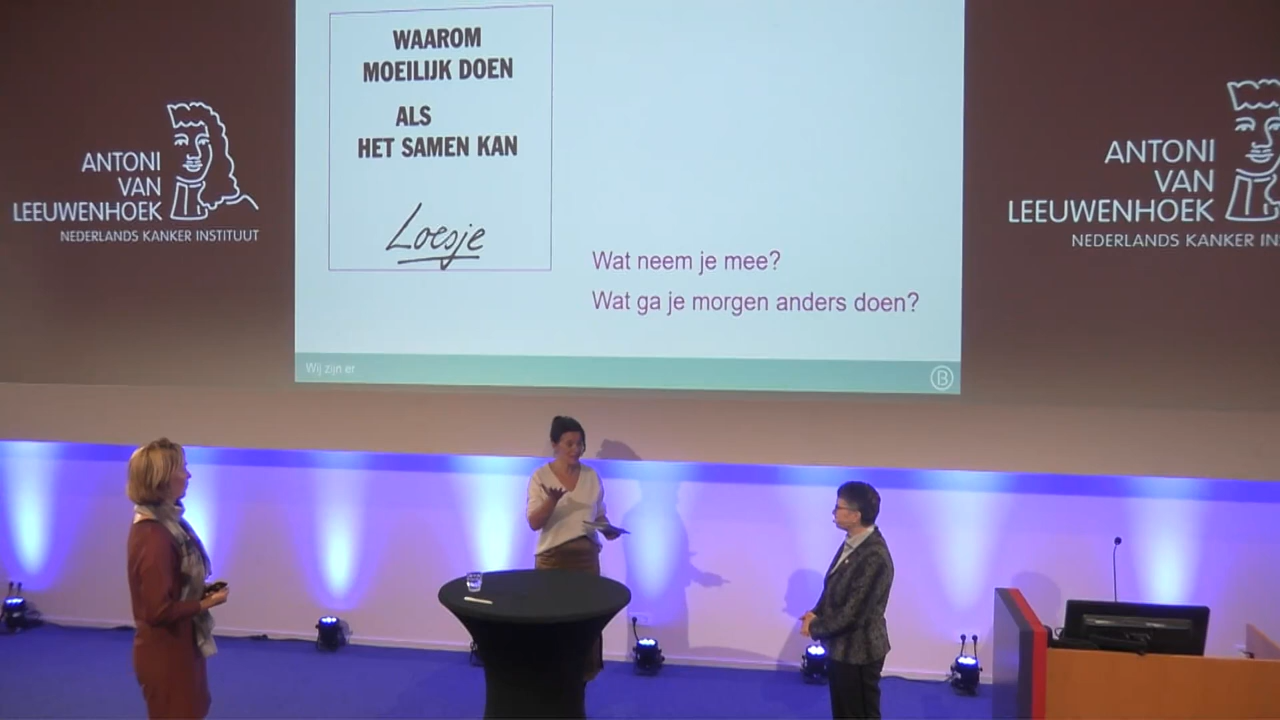 WAAROM
MOEILIJK DOEN
ALS
HET SAMEN KAN
Loesje
Wat neem je mee?
Wat ga je morgen anders doen?
Wij zijn er
B
ANTONI
VAN
LEEUWENHOEK
NEDERLANDS KANKER INSTITUUT
ANTONI
VAN
LEEUWENHOEK
NEDERLANDS KANKER IN